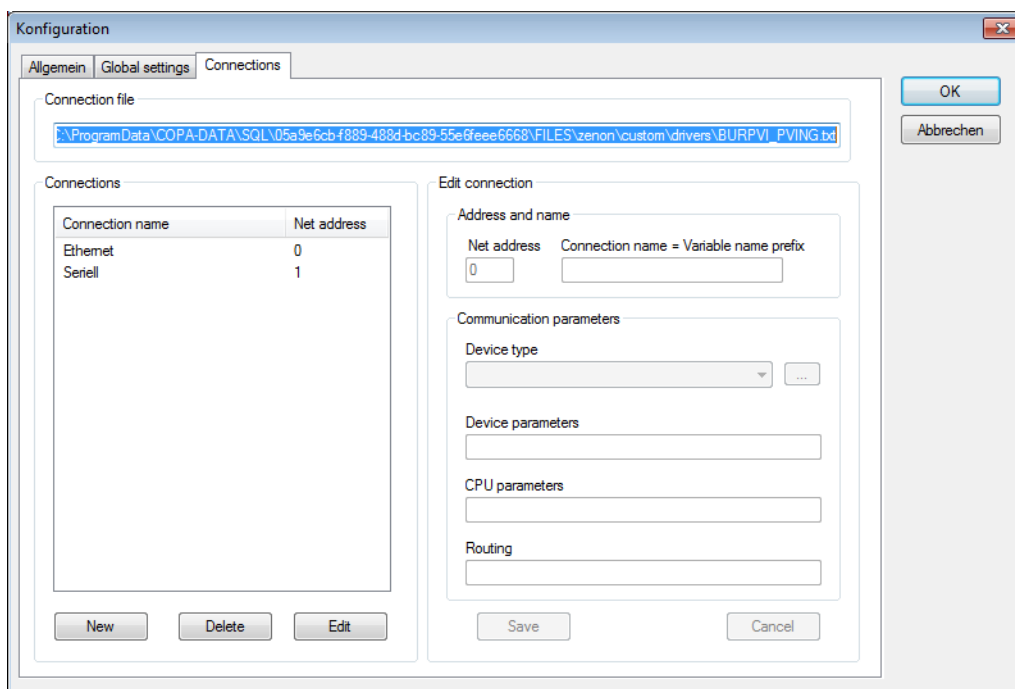 Konfiguration
Allgemein Global settings Connections
Connection file
C:\ProgramData\COPA-DATA\SQL\05a9e6cb-f889-488d-bc89-55e6feee6668\FILES\zenon\custom\drivers\BURPVI_PVING.txt
OK
Abbrechen
Connections
Connection name Net address
Ethernet 0
Seriell 1
New Delete Edit
Edit connection
Address and name
Net address Connection name = Variable name prefix
0
Communication parameters
Device type
...
Device parameters
CPU parameters
Routing
Save Cancel